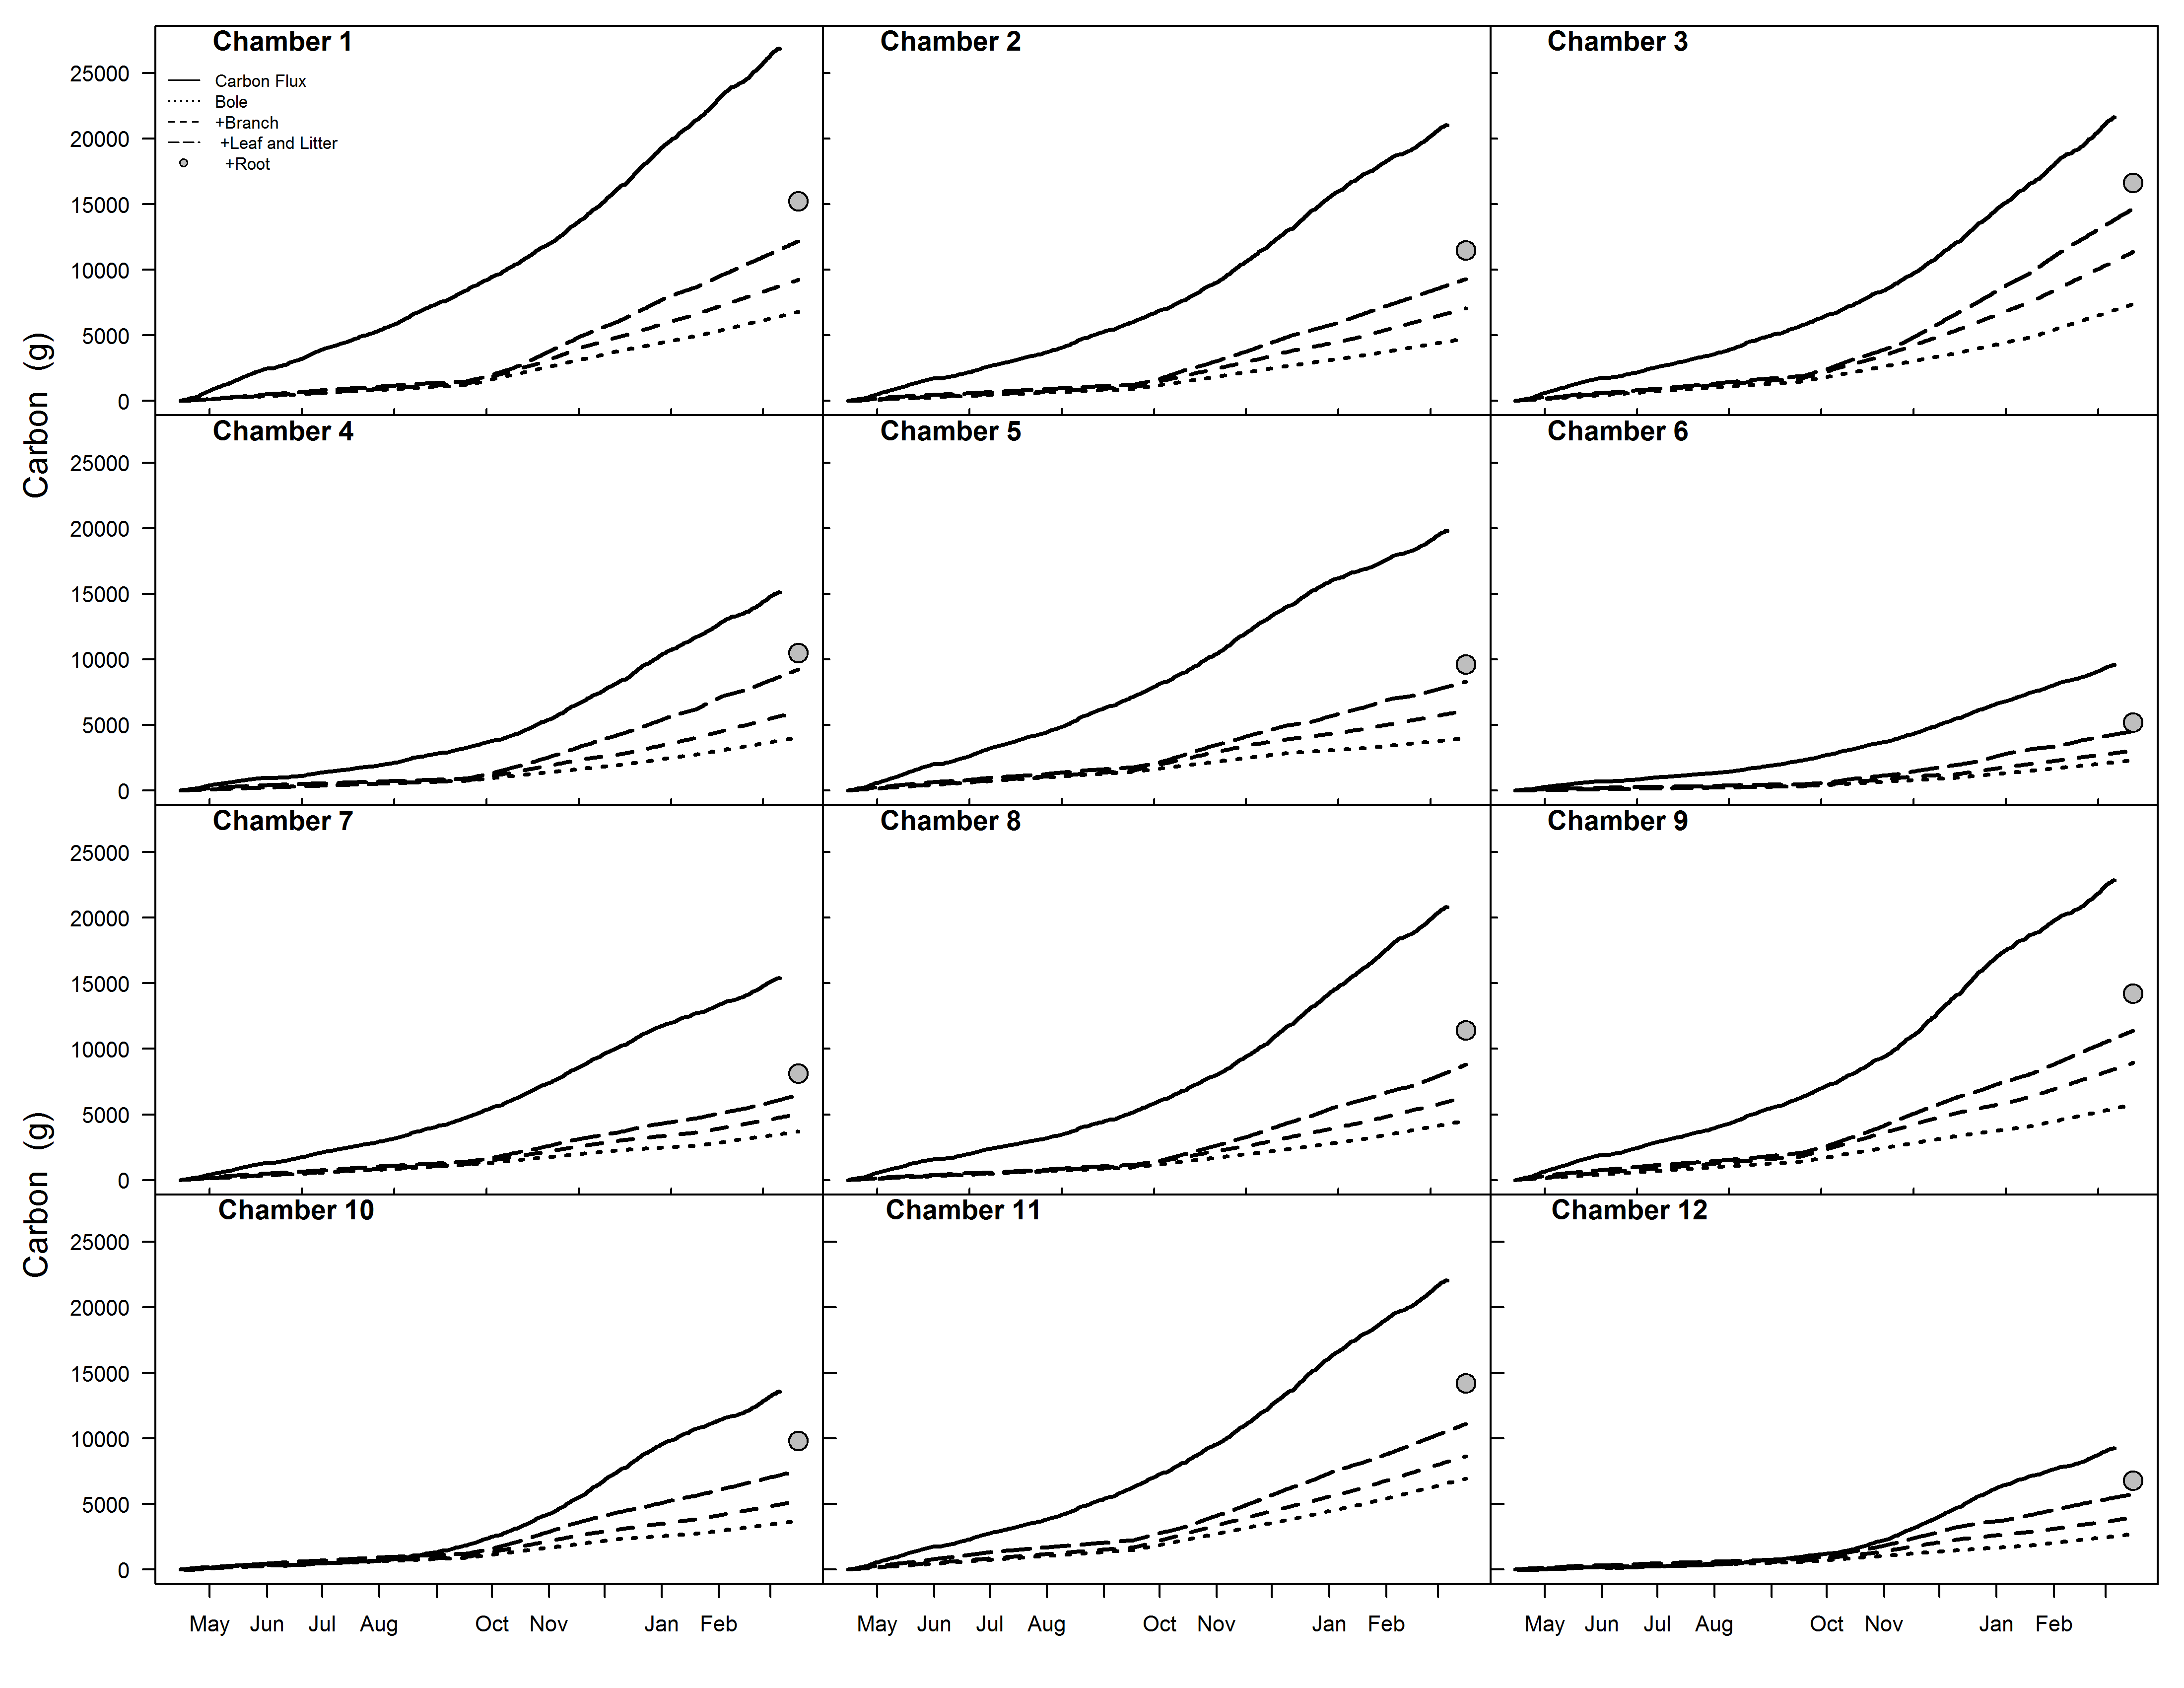 Chamber 1
Chamber 2
Chamber 3
Carbon Flux
Bole
+Branch
+Leaf and Litter
+Root
25000
20000
15000
10000
5000
0
Carbon (g)
Chamber 4
Chamber 5
Chamber 6
25000
20000
15000
10000
5000
0
Chamber 7
Chamber 8
Chamber 9
25000
20000
15000
10000
5000
0
Carbon (g)
Chamber 10
Chamber 11
Chamber 12
25000
20000
15000
10000
5000
0
May Jun Jul Aug Oct Nov Jan Feb
May Jun Jul Aug Oct Nov Jan Feb
May Jun Jul Aug Oct Nov Jan Feb